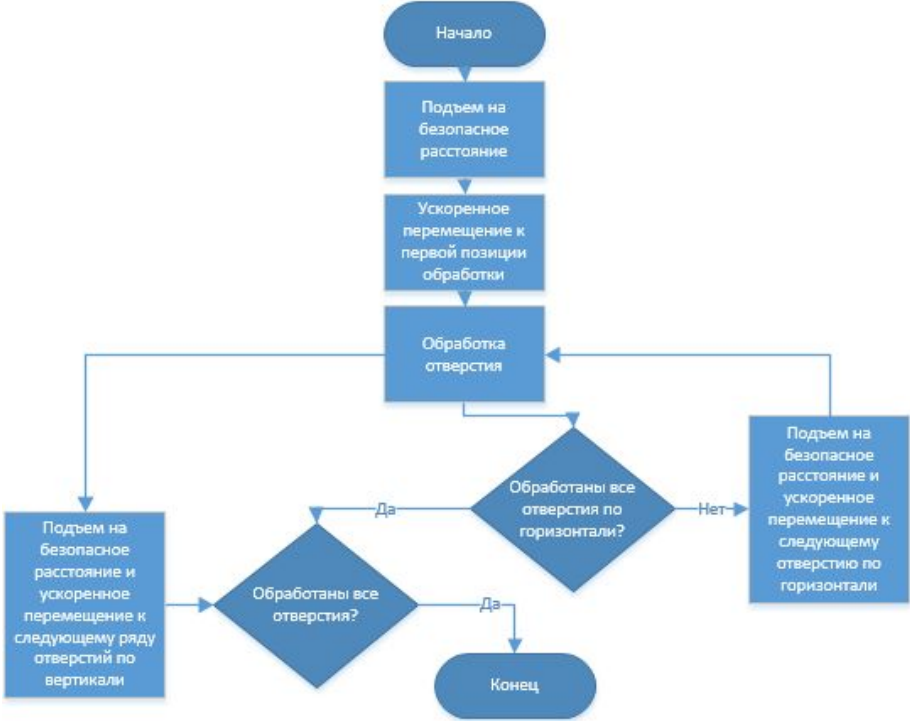 Начало
Подъем на
безопасное
расстояние
Ускоренное
перемещение к
первой позиции
обработки
Обработка
отверстия
Обработаны все
отверстия по
горизонтали?
Да
Нет
Подъем на
безопасное
расстояние и
ускоренное
перемещение к
следующему
отверстию по
горизонтали
Подъем на
безопасное
расстояние и
ускоренное
перемещение к
следующему ряду
отверстий по
вертикали
Обработаны все
отверстия?
Да
Конец